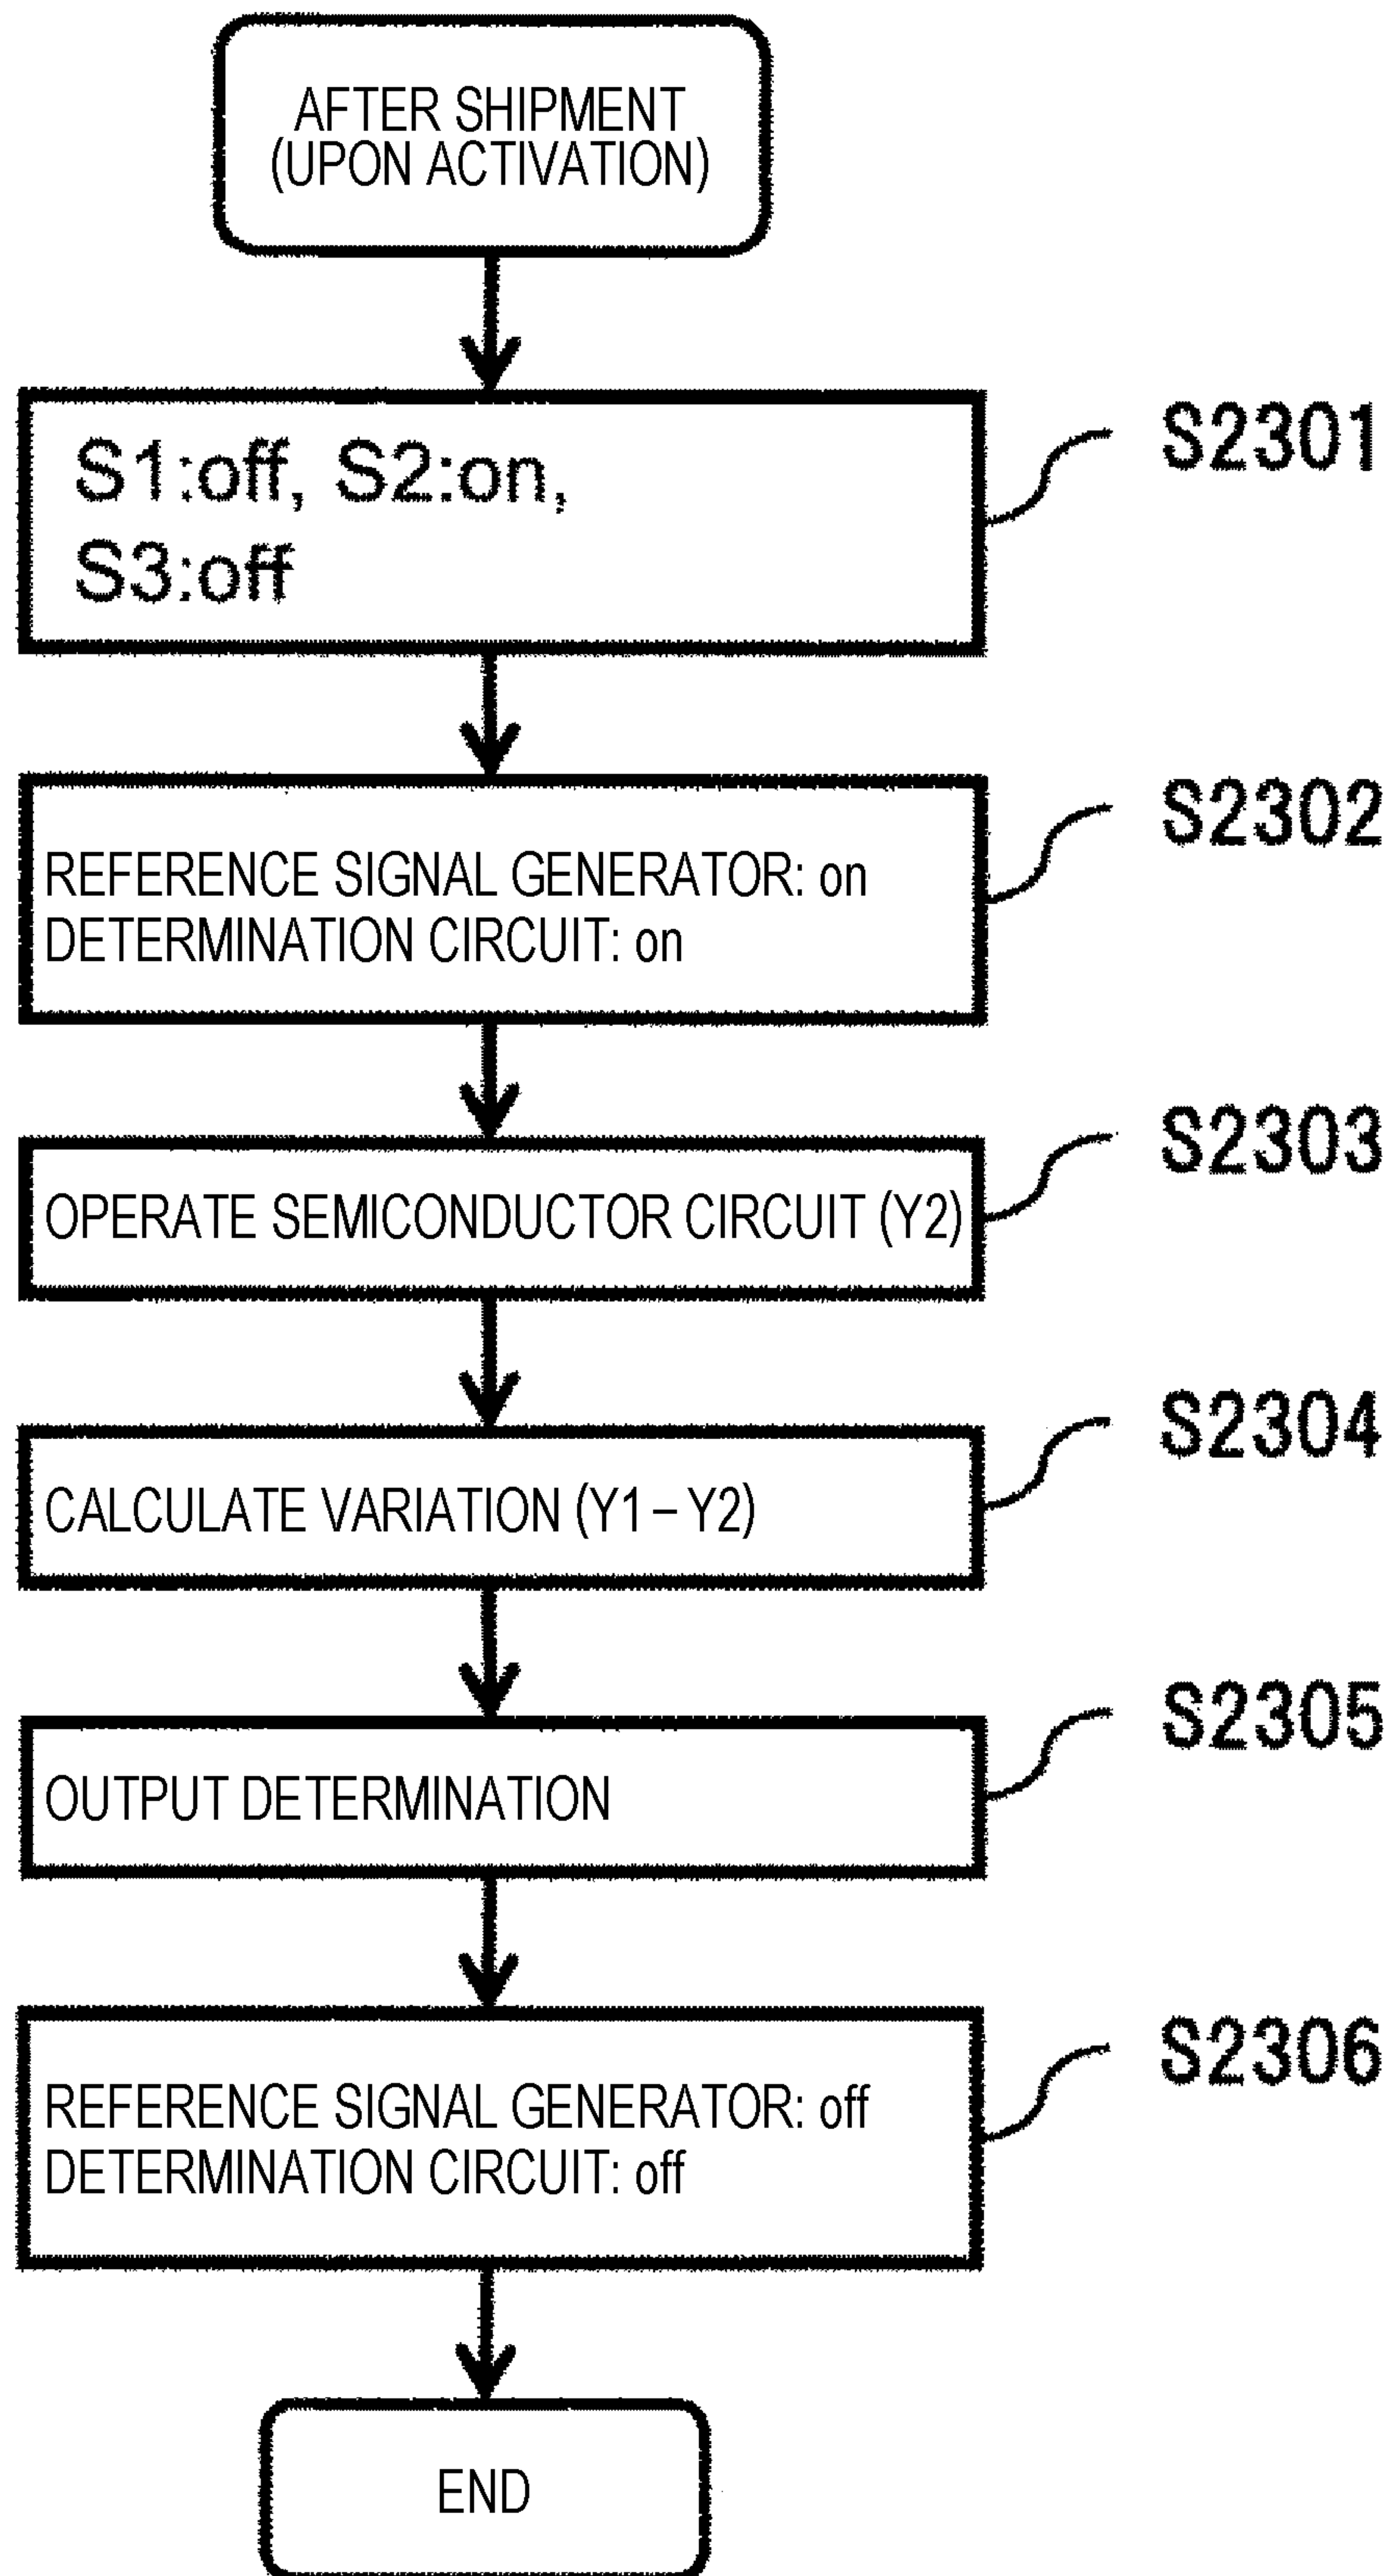 AFTER SHIPMENT
(UPON ACTIVATION)
S1:off, S2:on,
S3:off
S2301
REFERENCE SIGNAL GENERATOR: on
DETERMINATION CIRCUIT: on
S2302
OPERATE SEMICONDUCTOR CIRCUIT (Y2)
S2303
CALCULATE VARIATION (Y1 – Y2)
S2304
OUTPUT DETERMINATION
S2305
REFERENCE SIGNAL GENERATOR: off
DETERMINATION CIRCUIT: off
S2306
END